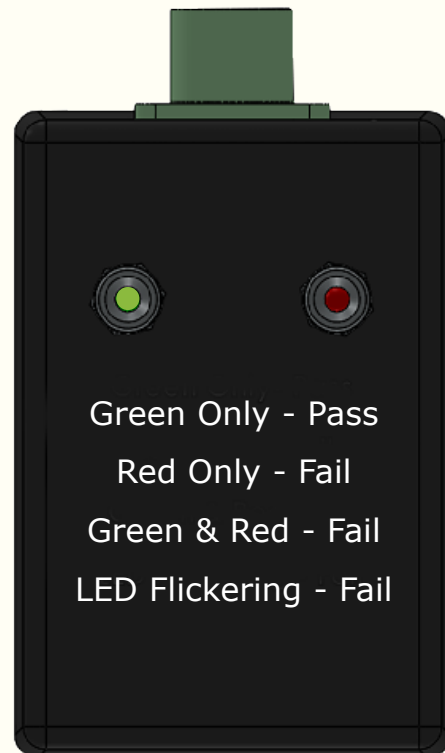 Green Only - Pass
Red Only - Fail
Green & Red - Fail
LED Flickering - Fail